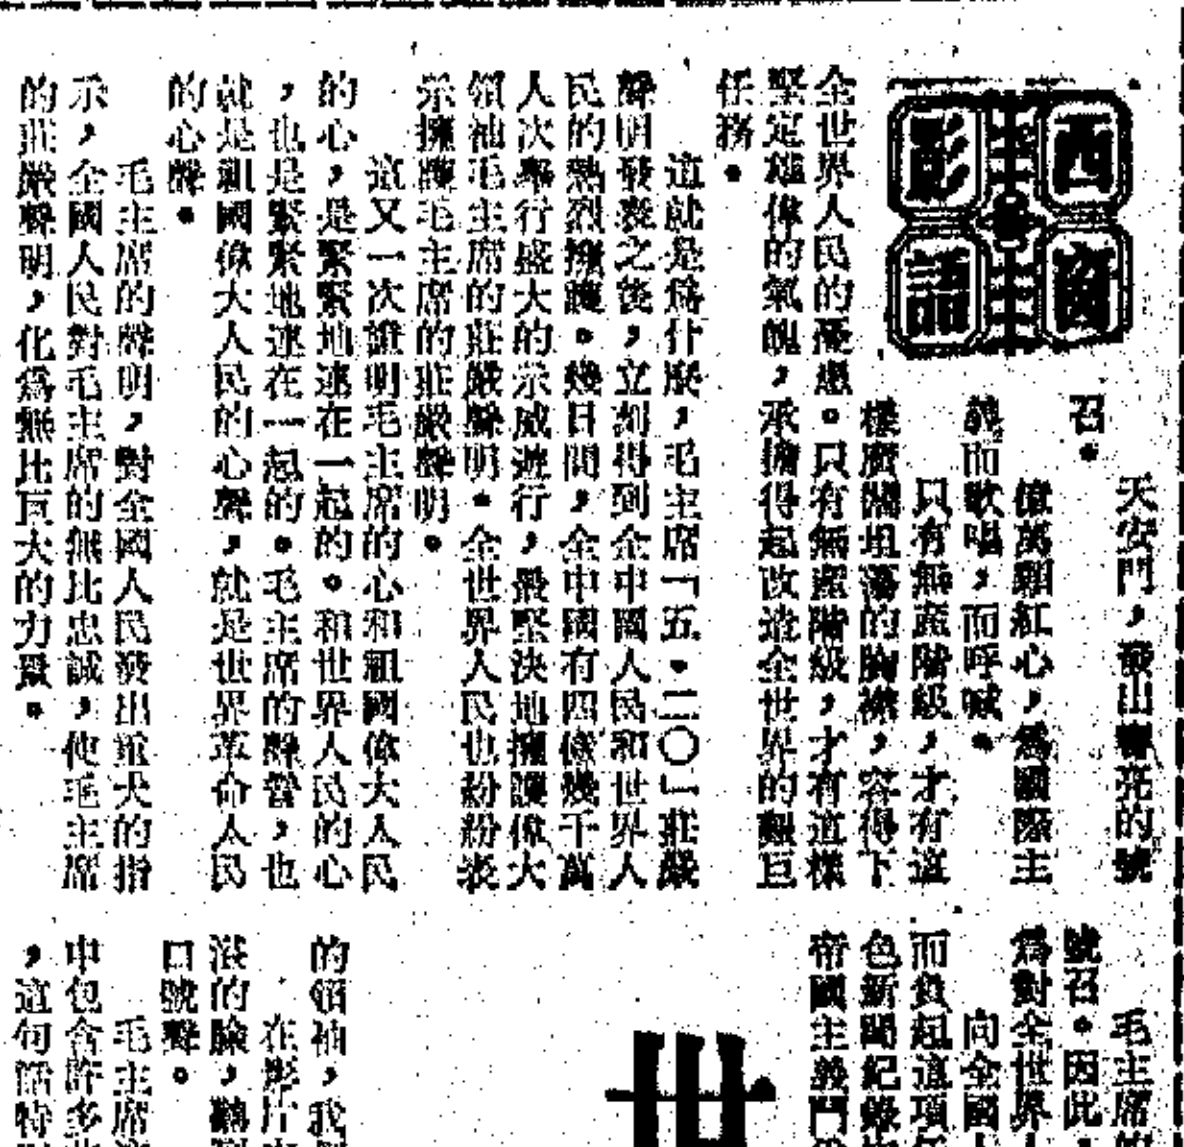 西窗
影語
天安門，發出響亮的號
召。
億萬顆紅心，為國際主
義而歌唱，而呼喊。
只有無產階級，才有這
樣廣闊坦蕩的胸襟，容得下
全世界人民的憂患。只有無產階級，才有這樣
堅定雄偉的氣魄，承擔得起改造全世界的艱巨
任務。
這就是為什麼，毛主席「五·二〇」莊嚴
聲明發表之後，立刻得到全中國人民和世界人
民的熱烈擁護。幾日間，全中國有四億幾千萬
人次舉行盛大的示威遊行，最堅決地擁護偉大
領袖毛主席的莊嚴聲明。全世界人民也紛紛表
示擁護毛主席的莊嚴聲明。
這又一次證明毛主席的心和祖國偉大人民
的心，是緊緊地連在一起的。和世界人民的心
，也是緊緊地連在一起的。毛主席的聲音，也
就是祖國偉大人民的心聲，就是世界革命人民
的心聲。
毛主席的聲明，對全國人民發出重大的指
示，全國人民對毛主席的無比忠誠，使毛主席
的莊嚴聲明，化為無比巨大的力量。
毛主席
號召。因此
為對全世界
向全國
而負起這項
色新聞紀錄
帝國主義鬥
世
的領袖，我
在影片
淚的臉，聽
口號聲。
毛主席
中包含許多
，這句話特